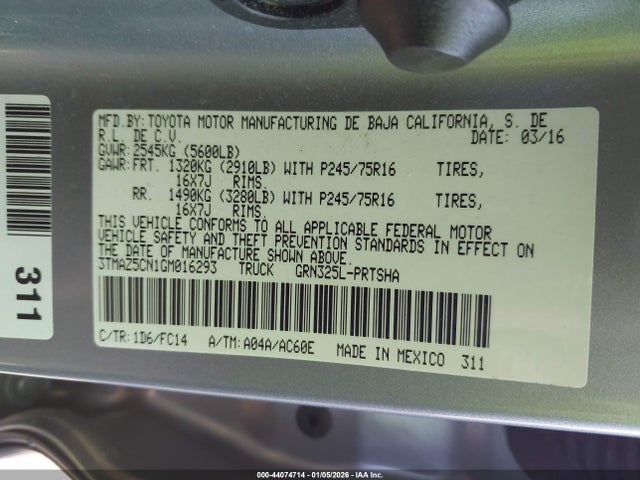 MFD.BY:TOYOTA MOTOR MANUFACTURING DE BAJA CALIFORNIA, S. DE
R.L. DE C.V. DATE: 03/16
GVWR:2545KG (5600LB)
GAWR:FRT. 1320KG (2910LB) WITH P245/75R16 TIRES,
16X7J RIMS.
RR. 1490KG (3280LB) WITH P245/75R16 TIRES,
16X7J RIMS.
THIS VEHICLE CONFORMS TO ALL APPLICABLE FEDERAL MOTOR
VEHICLE SAFETY AND THEFT PREVENTION STANDARDS IN EFFECT ON
THE DATE OF MANUFACTURE SHOWN ABOVE.
3TMAZ5CN1GM016293 TRUCK GRN325L-PRTSHA
C/TR:1D6/FC14 A/TM:A04A/AC60E MADE IN MEXICO 311
311
000-44074714 - 01/05/2026 - IAA, Inc.